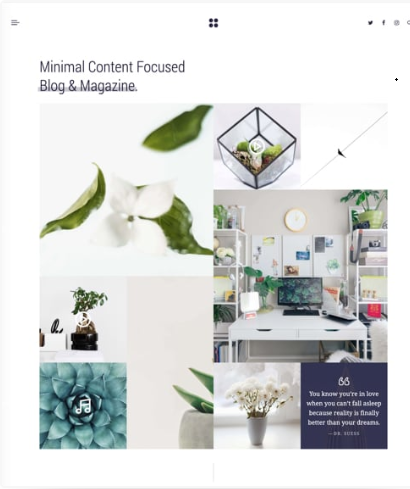 Minimal Content Focused
Blog & Magazine.
You know you're in love
when you can't fall asleep
because reality is finally
better than your dreams.
— DR. SUESS